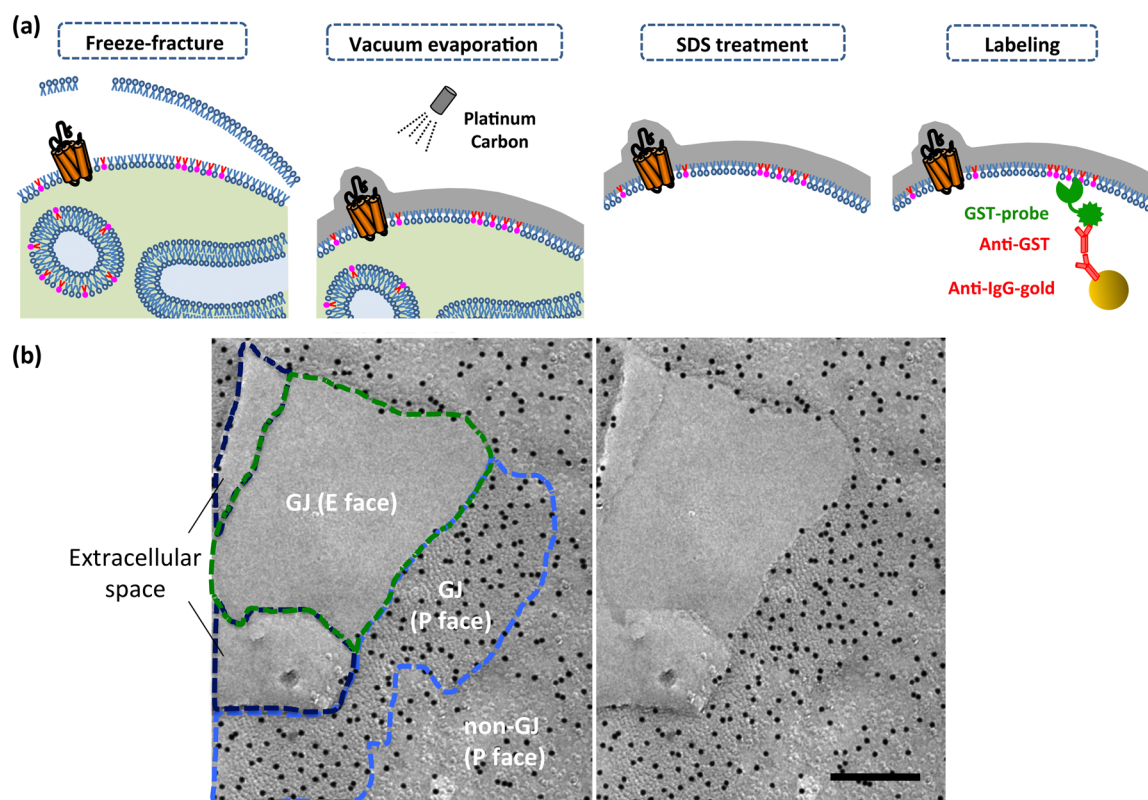 (a)
Freeze-fracture
Vacuum evaporation
SDS treatment
Labeling
Platinum
Carbon
GST-probe
Anti-GST
Anti-IgG-gold
(b)
GJ (E face)
Extracellular
space
GJ
(P face)
non-GJ
(P face)